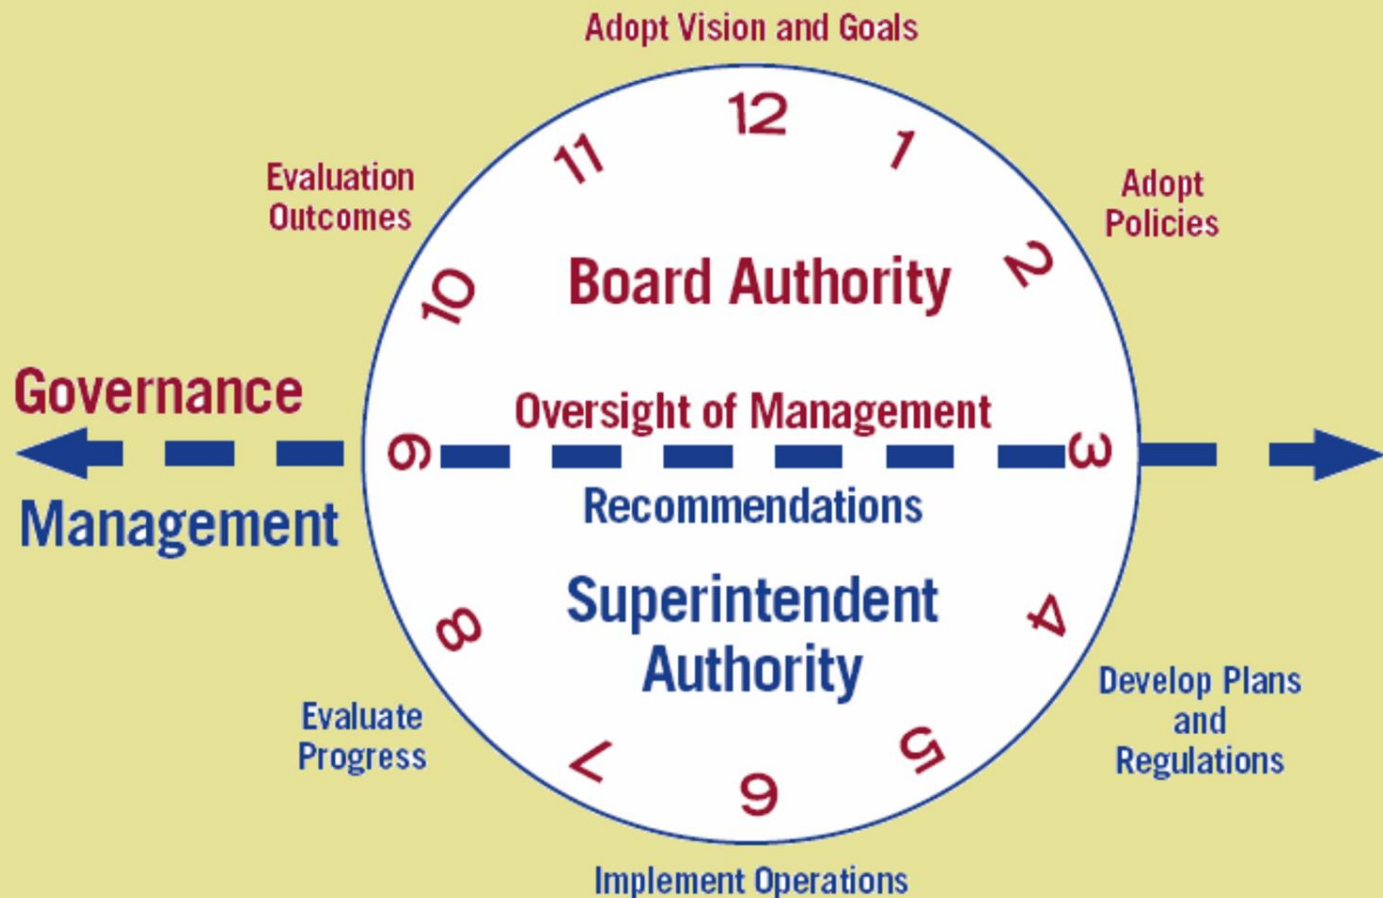 Adopt Vision and Goals
12
11
1
Evaluation
Outcomes
Adopt
Policies
10
2
Board Authority
Governance
Oversight of Management
9
3
Management
Recommendations
Superintendent
Authority
8
4
Evaluate
Progress
Develop Plans
and
Regulations
7
5
6
Implement Operations